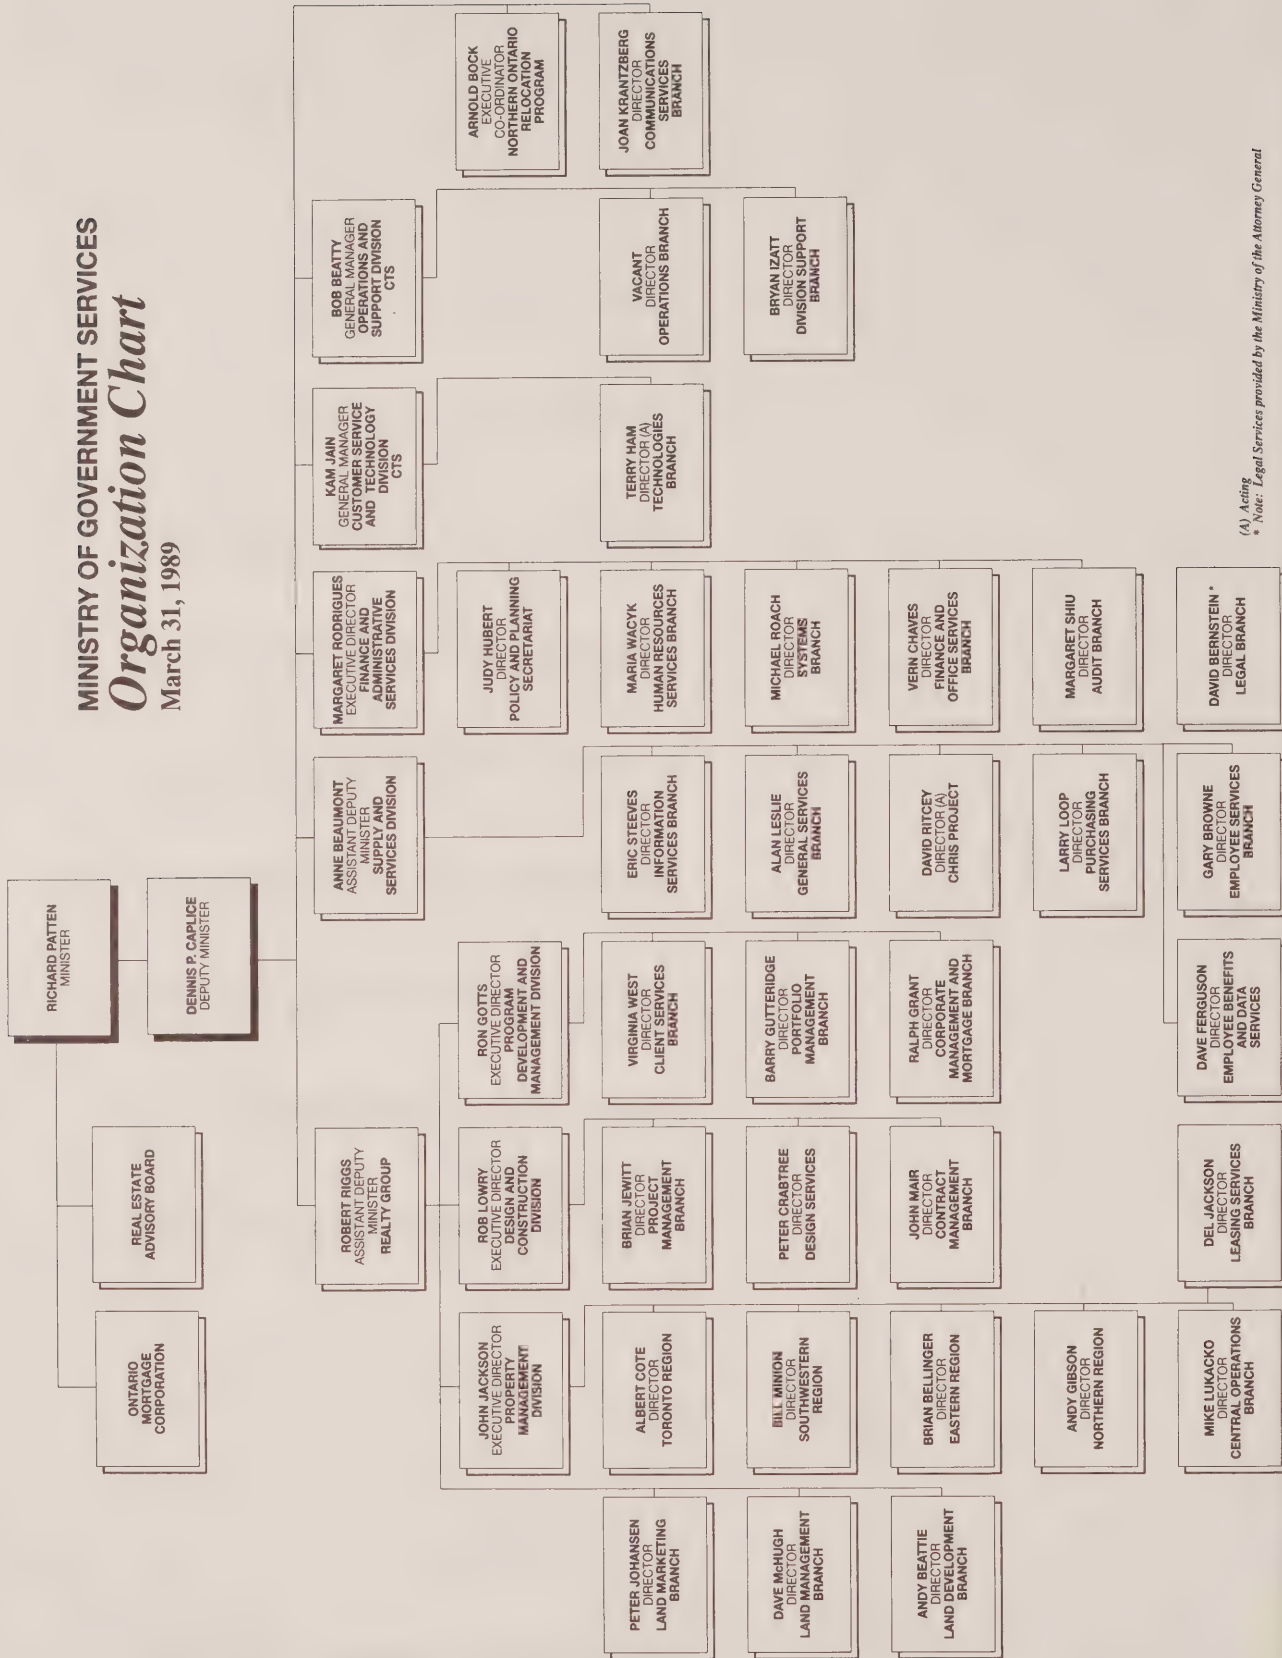 MINISTRY OF GOVERNMENT SERVICES
Organization Chart
March 31, 1989
RICHARD PATTEN
MINISTER
DENNIS P. CAPLICE
DEPUTY MINISTER
ONTARIO
MORTGAGE
CORPORATION
REAL ESTATE
ADVISORY BOARD
ROBERT RIGGS
ASSISTANT DEPUTY
MINISTER
REALTY GROUP
ANNE BEAUMONT
ASSISTANT DEPUTY
MINISTER
SUPPLY AND
SERVICES DIVISION
MARGARET RODRIGUES
EXECUTIVE DIRECTOR
FINANCE AND
ADMINISTRATIVE
SERVICES DIVISION
KAM JAIN
GENERAL MANAGER
CUSTOMER SERVICE
AND TECHNOLOGY
DIVISION
CTS
BOB BEATTY
GENERAL MANAGER
OPERATIONS AND
SUPPORT DIVISION
CTS
JOHN JACKSON
EXECUTIVE DIRECTOR
PROPERTY
MANAGEMENT
DIVISION
ROB LOWRY
EXECUTIVE DIRECTOR
DESIGN AND
CONSTRUCTION
DIVISION
RON GOTTS
EXECUTIVE DIRECTOR
PROGRAM
DEVELOPMENT AND
MANAGEMENT DIVISION
JUDY HUBERT
DIRECTOR
POLICY AND PLANNING
SECRETARIAT
ARNOLD BOCK
EXECUTIVE
CO-ORDINATOR
NORTHERN ONTARIO
RELOCATION
PROGRAM
PETER JOHANSEN
DIRECTOR
LAND MARKETING
BRANCH
ALBERT COTE
DIRECTOR
TORONTO REGION
BRIAN JEWITT
DIRECTOR
PROJECT
MANAGEMENT
BRANCH
VIRGINIA WEST
DIRECTOR
CLIENT SERVICES
BRANCH
ERIC STEEVES
DIRECTOR
INFORMATION
SERVICES BRANCH
MARIA WACYK
DIRECTOR
HUMAN RESOURCES
SERVICES BRANCH
TERRY HAM
DIRECTOR (A)
TECHNOLOGIES
BRANCH
VACANT
DIRECTOR
OPERATIONS BRANCH
JOAN KRANTZBERG
DIRECTOR
COMMUNICATIONS
SERVICES
BRANCH
DAVE McHUGH
DIRECTOR
LAND MANAGEMENT
BRANCH
BILL MINION
DIRECTOR
SOUTHWESTERN
REGION
PETER CRABTREE
DIRECTOR
DESIGN SERVICES
BARRY GUTTERIDGE
DIRECTOR
PORTFOLIO
MANAGEMENT
BRANCH
ALAN LESLIE
DIRECTOR
GENERAL SERVICES
BRANCH
MICHAEL ROACH
DIRECTOR
SYSTEMS
BRANCH
BRYAN IZATT
DIRECTOR
DIVISION SUPPORT
BRANCH
ANDY BEATTIE
DIRECTOR
LAND DEVELOPMENT
BRANCH
BRIAN BELLINGER
DIRECTOR
EASTERN REGION
JOHN MAIR
DIRECTOR
CONTRACT
MANAGEMENT
BRANCH
RALPH GRANT
DIRECTOR
CORPORATE
MANAGEMENT AND
MORTGAGE BRANCH
DAVID RITCEY
DIRECTOR (A)
CHRIS PROJECT
VERN CHAVES
DIRECTOR
FINANCE AND
OFFICE SERVICES
BRANCH
ANDY GIBSON
DIRECTOR
NORTHERN REGION
LARRY LOOP
DIRECTOR
PURCHASING
SERVICES BRANCH
MARGARET SHIU
DIRECTOR
AUDIT BRANCH
MIKE LUKACKO
DIRECTOR
CENTRAL OPERATIONS
BRANCH
DEL JACKSON
DIRECTOR
LEASING SERVICES
BRANCH
DAVE FERGUSON
DIRECTOR
EMPLOYEE BENEFITS
AND DATA
SERVICES
GARY BROWNE
DIRECTOR
EMPLOYEE SERVICES
BRANCH
DAVID BERNSTEIN *
DIRECTOR
LEGAL BRANCH
(A) Acting
* Note: Legal Services provided by the Ministry of the Attorney General